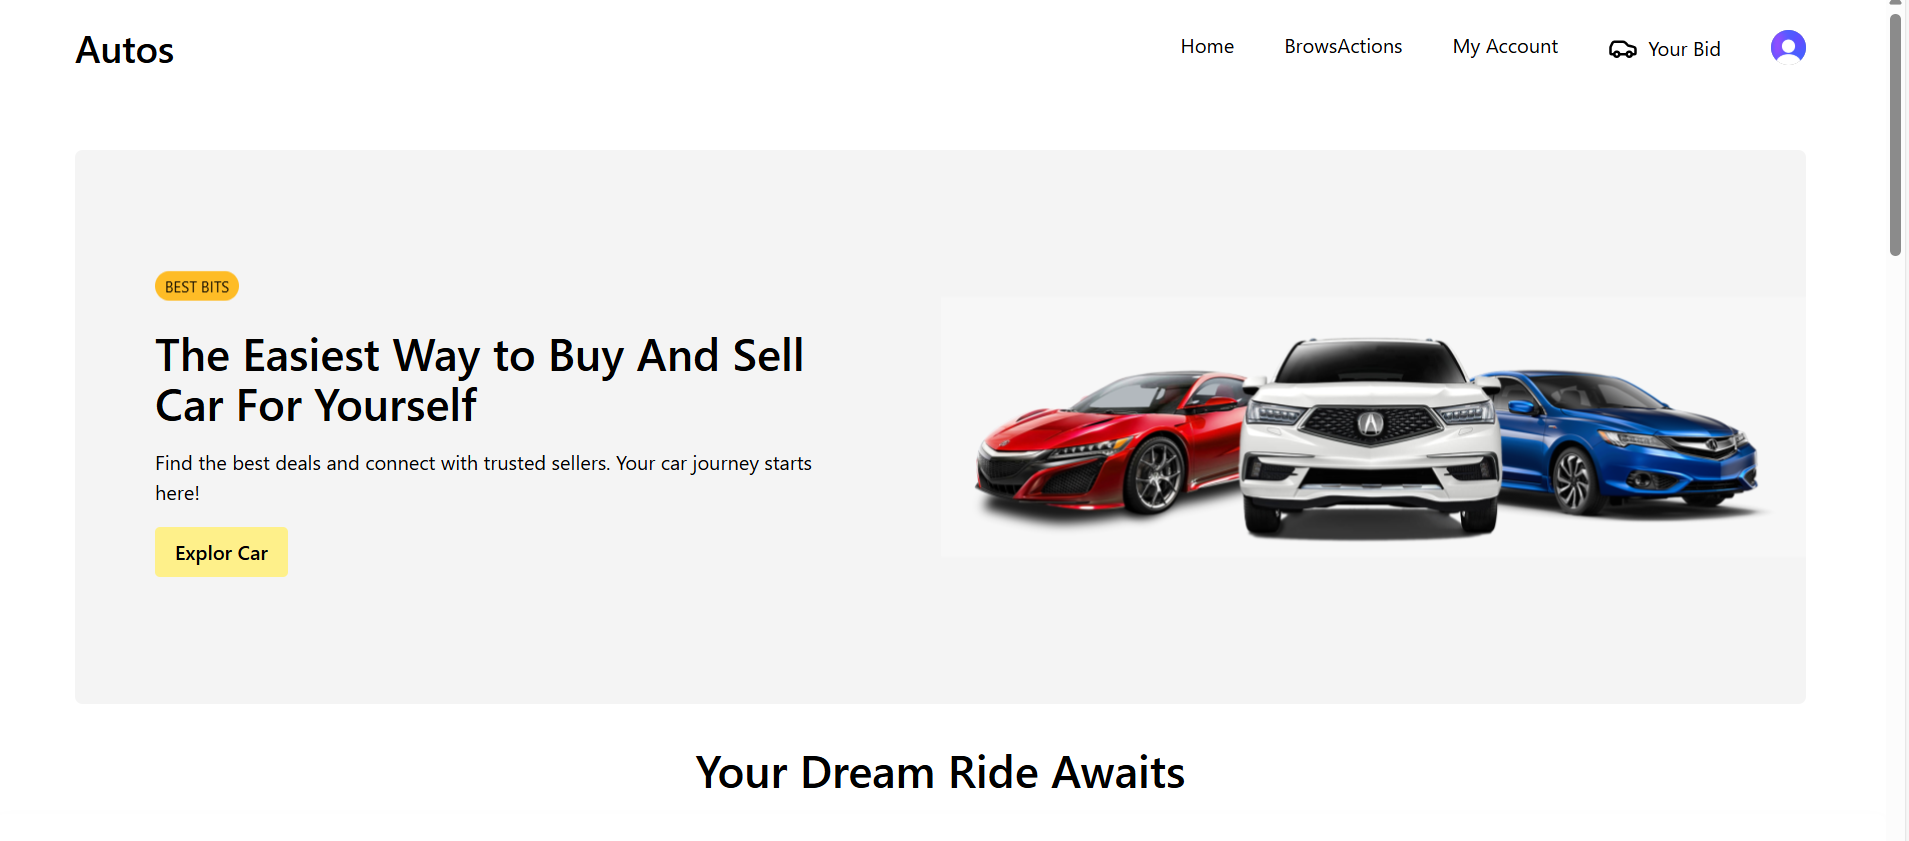 Autos
Home
BrowsActions
My Account
Your Bid
BEST BITS
The Easiest Way to Buy And Sell
Car For Yourself
Find the best deals and connect with trusted sellers. Your car journey starts
here!
Explor Car
Your Dream Ride Awaits